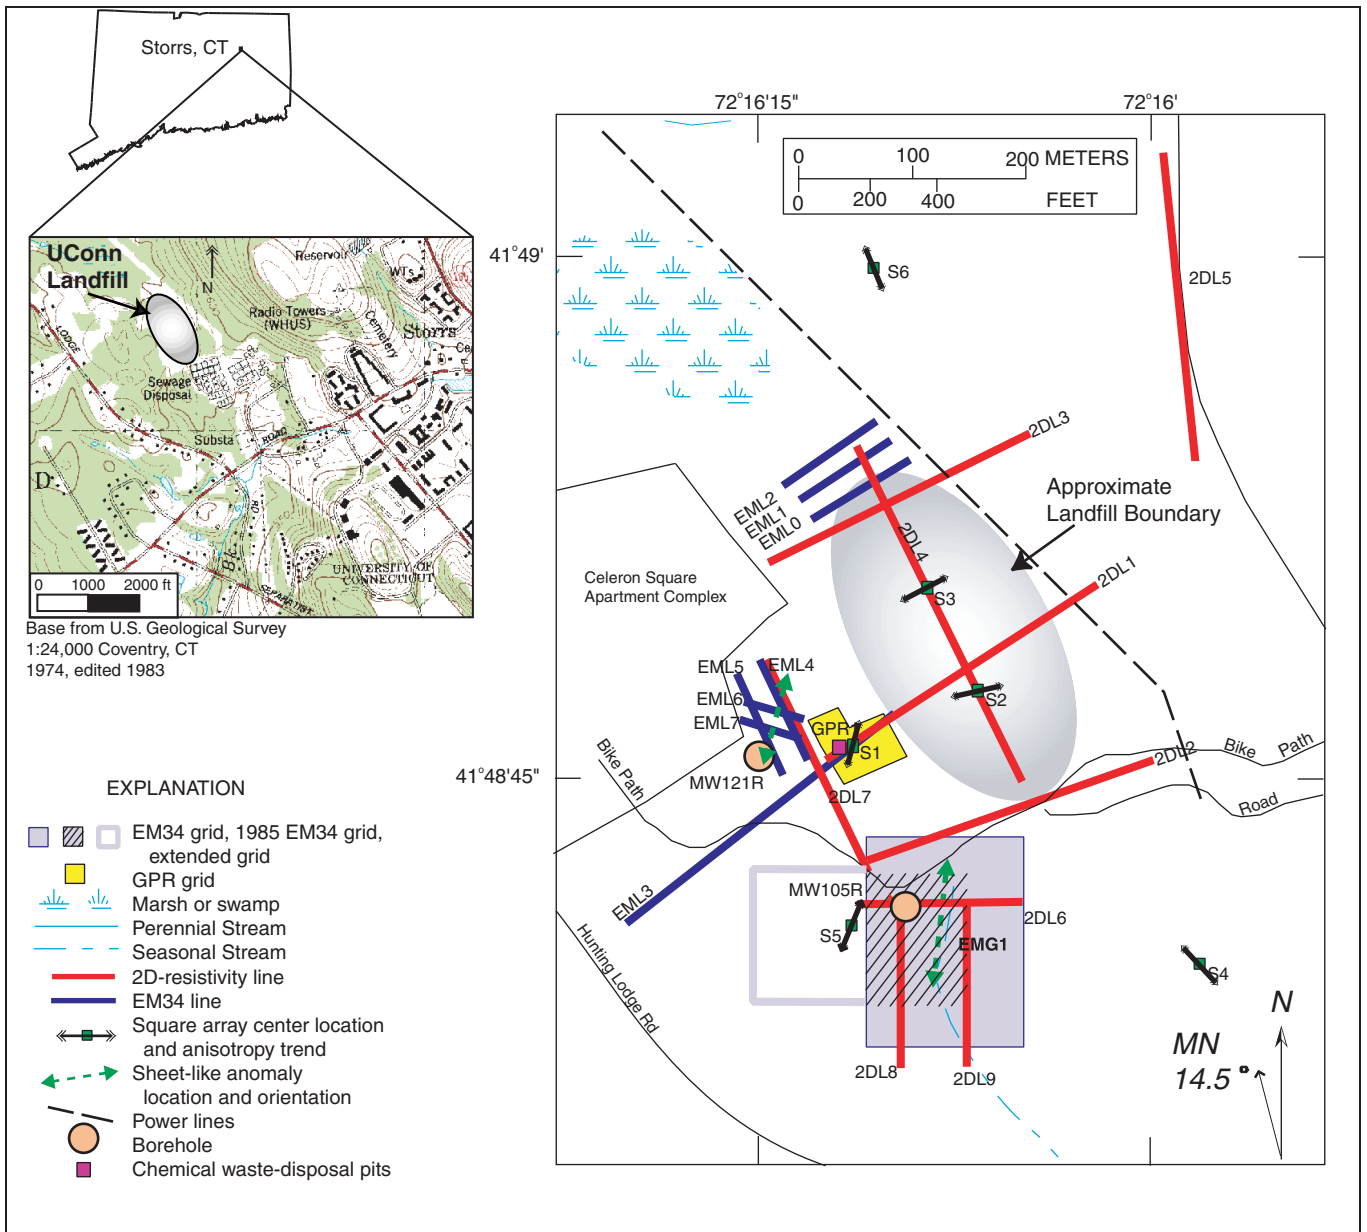 Storrs, CT
UConn
Landfill
N
Reservoir
WTs
Radio Towers
(WHUS)
Cemetery
Storrs
Ce
LODGE
Sewage
Disposal
Substa
ROAD
RD
D
Bk
UNIVERSITY OF
CONNECTICUT
SEPARATIST
0 1000 2000 ft
Base from U.S. Geological Survey
1:24,000 Coventry, CT
1974, edited 1983
EXPLANATION
EM34 grid, 1985 EM34 grid,
extended grid
GPR grid
Marsh or swamp
Perennial Stream
Seasonal Stream
2D-resistivity line
EM34 line
Square array center location
and anisotropy trend
Sheet-like anomaly
location and orientation
Power lines
Borehole
Chemical waste-disposal pits
72°16'15" 72°16'
0 100 200 METERS
0 200 400 FEET
41°49'
S6
2DL5
2DL3
EML2
EML1
EML0
2DL4
Approximate
Landfill Boundary
Celeron Square
Apartment Complex
S3
2DL1
EML5 EML4
EML6
EML7
S2
GPR
S1
MW121R
41°48'45"
2DL7
2DL2
Bike Path
Bike Path
Road
MW105R
EML3
S5
2DL6
EMG1
S4
Hunting Lodge Rd
2DL8 2DL9
N
MN
14.5°